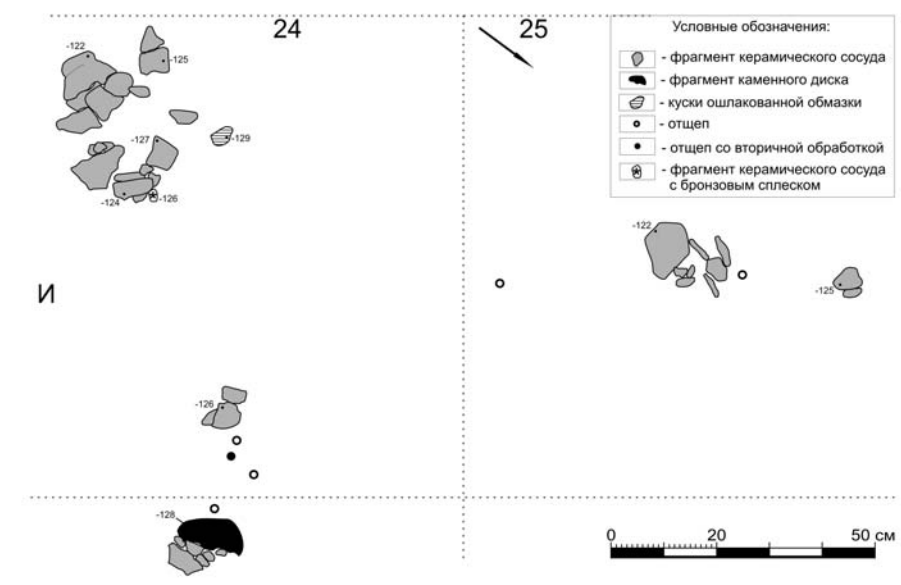 24
25
Условные обозначения:
- фрагмент керамического сосуда
- фрагмент каменного диска
- куски ошлакованной обмазки
- отщеп
- отщеп со вторичной обработкой
- фрагмент керамического сосуда
с бронзовым сплеском
-122
-125
-127
-129
-124
-126
-122
-125
И
-126
-128
0 20 50 см